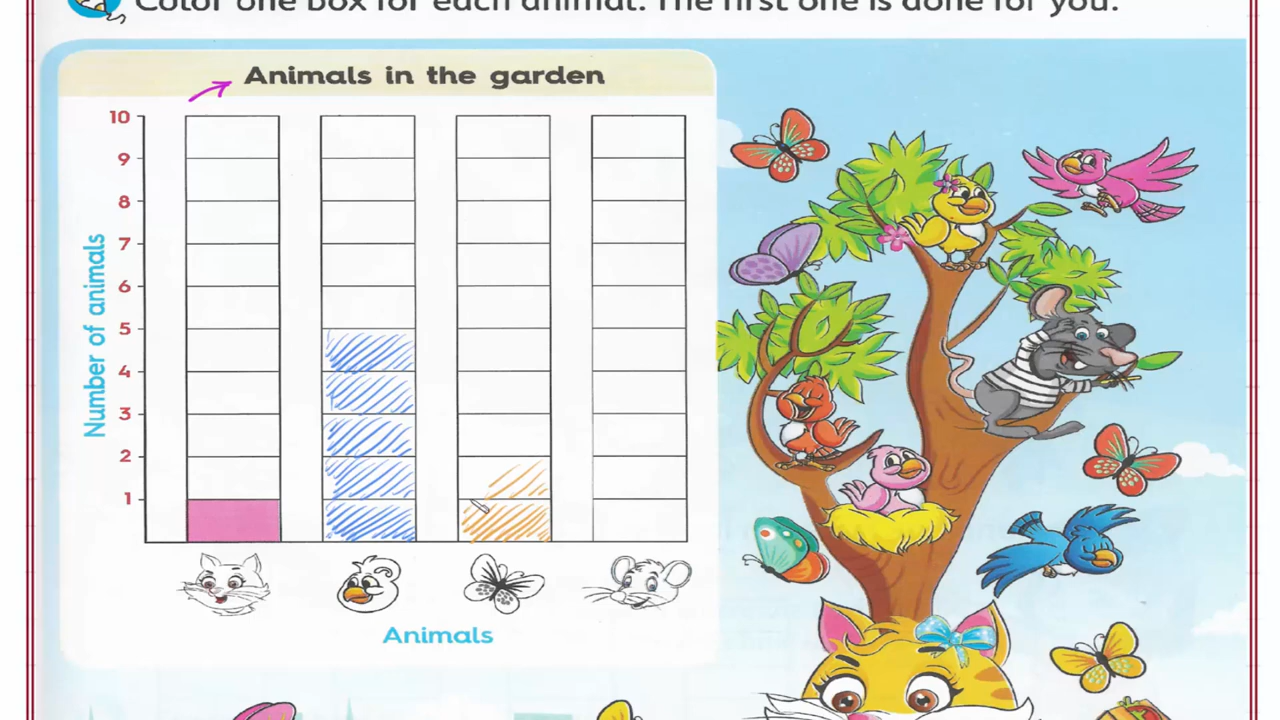 Color one box for each animal. The first one is done for you.
Animals in the garden
10
9
8
7
6
5
4
3
2
1
Number of animals
Animals